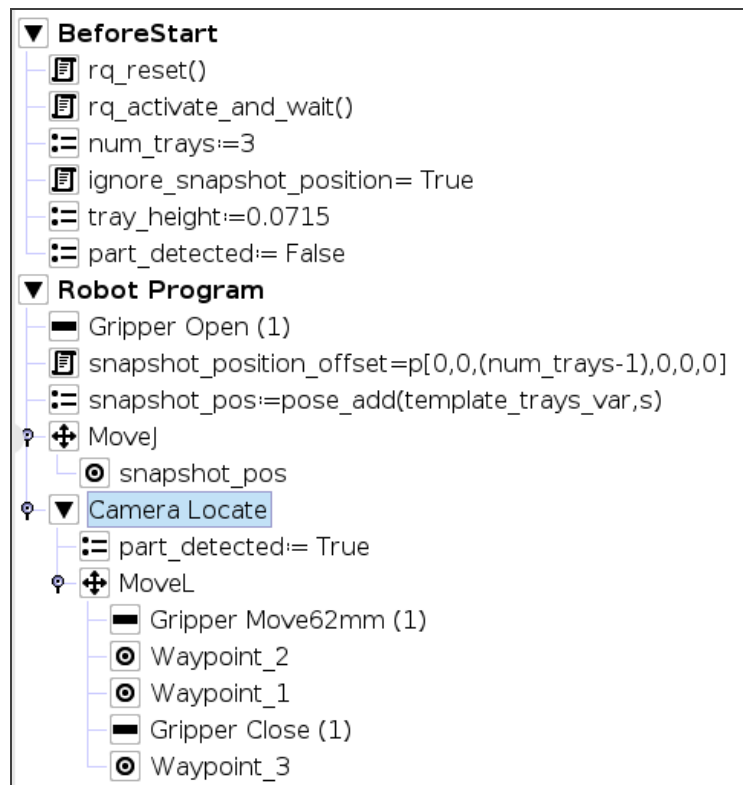 BeforeStart
rq_reset()
rq_activate_and_wait()
num_trays:=3
ignore_snapshot_position= True
tray_height:=0.0715
part_detected:= False
Robot Program
Gripper Open (1)
snapshot_position_offset=p[0,0,(num_trays-1),0,0,0]
snapshot_pos:=pose_add(template_trays_var,s)
MoveJ
snapshot_pos
Camera Locate
part_detected:= True
MoveL
Gripper Move62mm (1)
Waypoint_2
Waypoint_1
Gripper Close (1)
Waypoint_3